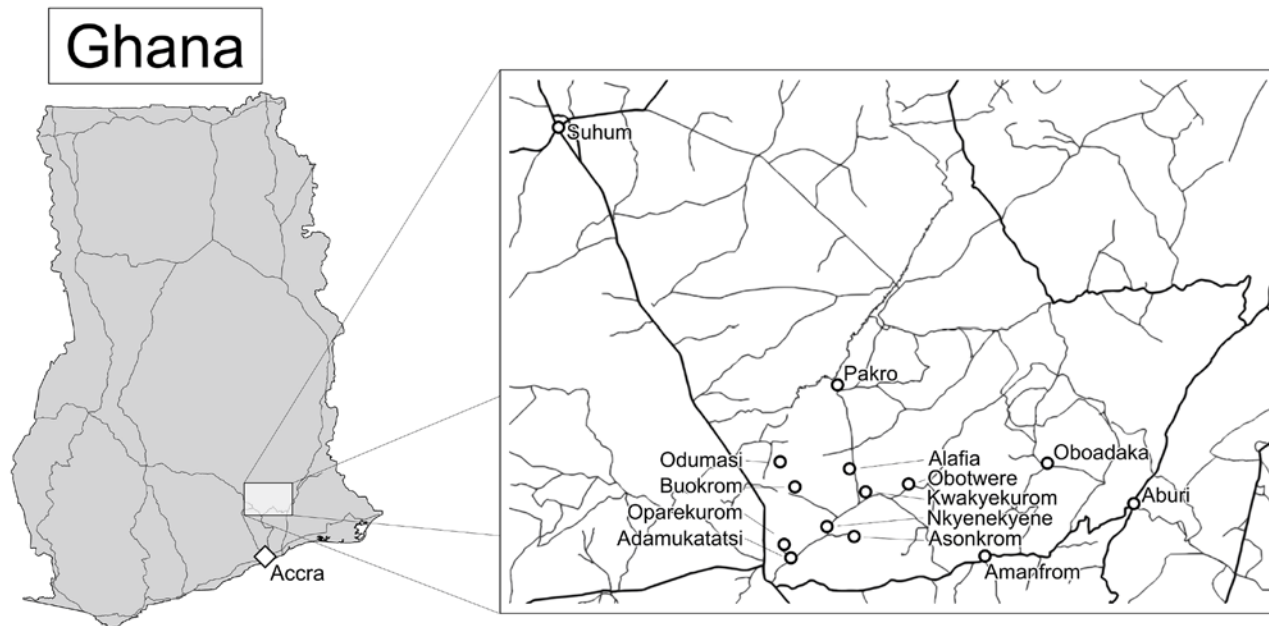 Ghana
Accra
Suhum
Pakro
Odumasi
Buokrom
Oparekurom
Adamukatatsi
Alafia
Obotwere
Kwakyekurom
Nkyenekyene
Asonkrom
Oboadaka
Aburi
Amanfrom